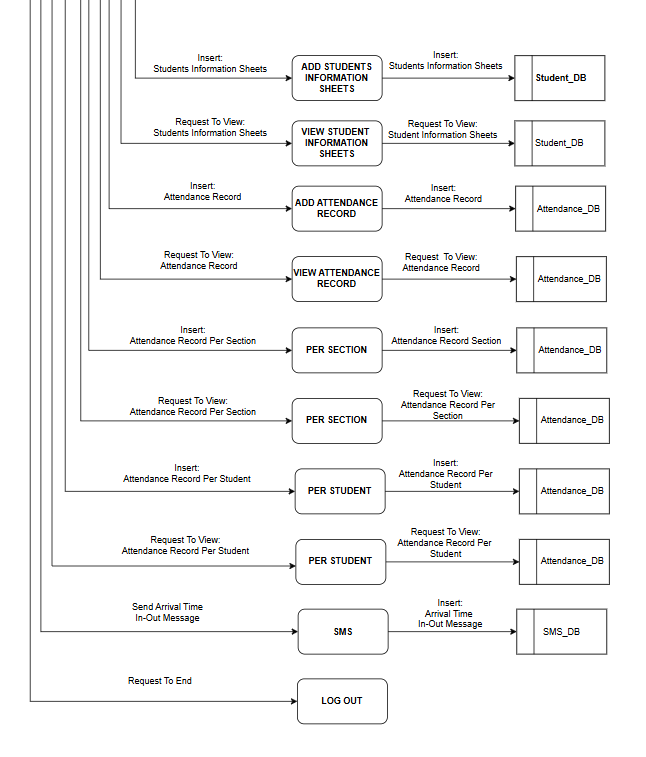 Insert:
Students Information Sheets
ADD STUDENTS
INFORMATION
SHEETS
Insert:
Students Information Sheets
Student_DB
Request To View:
Students Information Sheets
VIEW STUDENT
INFORMATION
SHEETS
Request To View:
Student Information Sheets
Student_DB
Insert:
Attendance Record
ADD ATTENDANCE
RECORD
Insert:
Attendance Record
Attendance_DB
Request To View:
Attendance Record
VIEW ATTENDANCE
RECORD
Request To View:
Attendance Record
Attendance_DB
Insert:
Attendance Record Per Section
PER SECTION
Insert:
Attendance Record Section
Attendance_DB
Request To View:
Attendance Record Per Section
PER SECTION
Request To View:
Attendance Record Per
Section
Attendance_DB
Insert:
Attendance Record Per Student
PER STUDENT
Insert:
Attendance Record Per
Student
Attendance_DB
Request To View:
Attendance Record Per Student
PER STUDENT
Request To View:
Attendance Record Per
Student
Attendance_DB
Send Arrival Time
In-Out Message
SMS
Insert:
Arrival Time
In-Out Message
SMS_DB
Request To End
LOG OUT